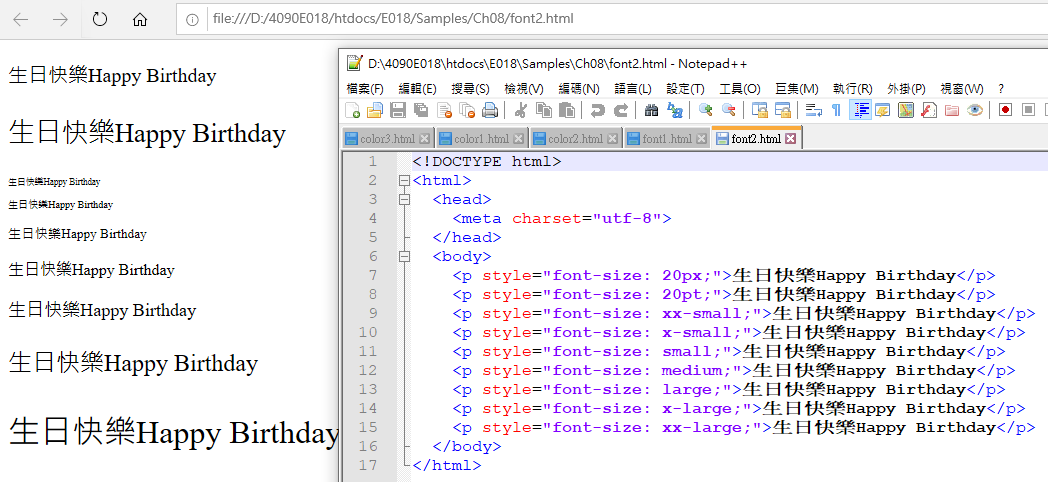 file:///D:/4090E018/htdocs/E018/Samples/Ch08/font2.html
生日快樂Happy Birthday
生日快樂Happy Birthday
生日快樂Happy Birthday
生日快樂Happy Birthday
生日快樂Happy Birthday
生日快樂Happy Birthday
生日快樂Happy Birthday
生日快樂Happy Birthday
生日快樂Happy Birthday
D:\4090E018\htdocs\E018\Samples\Ch08\font2.html - Notepad++
檔案(F) 編輯(E) 搜尋(S) 檢視(V) 編碼(N) 語言(L) 設定(T) 工具(O) 巨集(M) 執行(R) 外掛(P) 視窗(W) ?
color3.html color1.html color2.html font1.html font2.html
1 <!DOCTYPE html>
2 <html>
3 <head>
4 <meta charset="utf-8">
5 </head>
6 <body>
7 <p style="font-size: 20px;">生日快樂Happy Birthday</p>
8 <p style="font-size: 20pt;">生日快樂Happy Birthday</p>
9 <p style="font-size: xx-small;">生日快樂Happy Birthday</p>
10 <p style="font-size: x-small;">生日快樂Happy Birthday</p>
11 <p style="font-size: small;">生日快樂Happy Birthday</p>
12 <p style="font-size: medium;">生日快樂Happy Birthday</p>
13 <p style="font-size: large;">生日快樂Happy Birthday</p>
14 <p style="font-size: x-large;">生日快樂Happy Birthday</p>
15 <p style="font-size: xx-large;">生日快樂Happy Birthday</p>
16 </body>
17 </html>